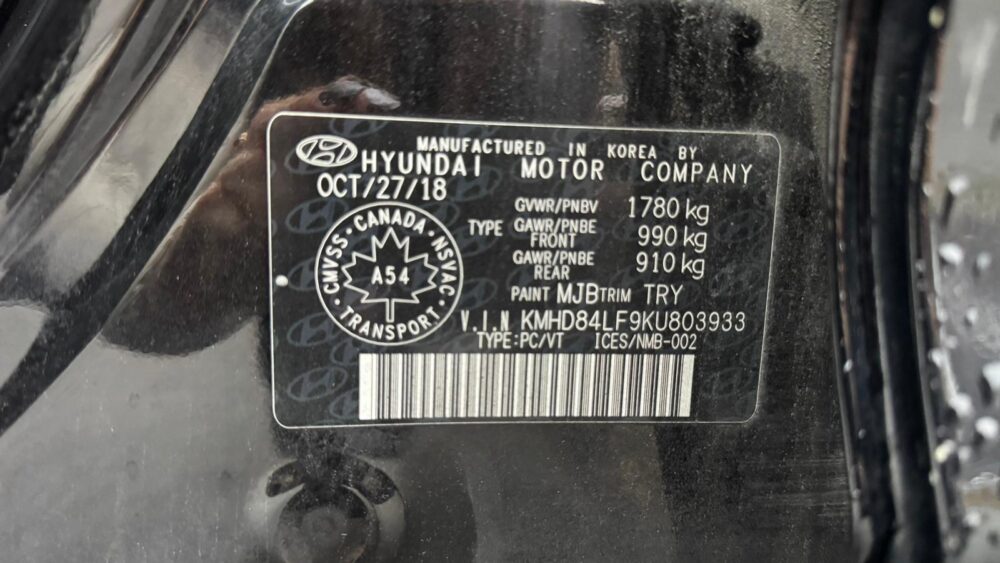 MANUFACTURED IN KOREA BY
HYUNDAI MOTOR COMPANY
OCT/27/18
CMVSS • CANADA • NSVAC • TRANSPORT •
A54
TYPE
GVWR/PNBV 1780 kg
GAWR/PNBE FRONT 990 kg
GAWR/PNBE REAR 910 kg
PAINT MJB TRIM TRY
V.I.N KMHD84LF9KU803933
TYPE:PC/VT ICES/NMB-002